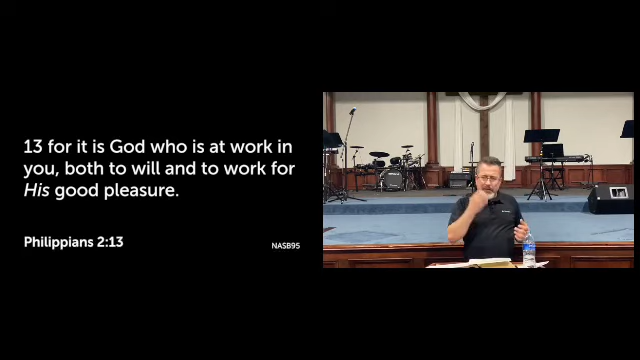 13 for it is God who is at work in
you, both to will and to work for
His good pleasure.
Philippians 2:13
NASB95